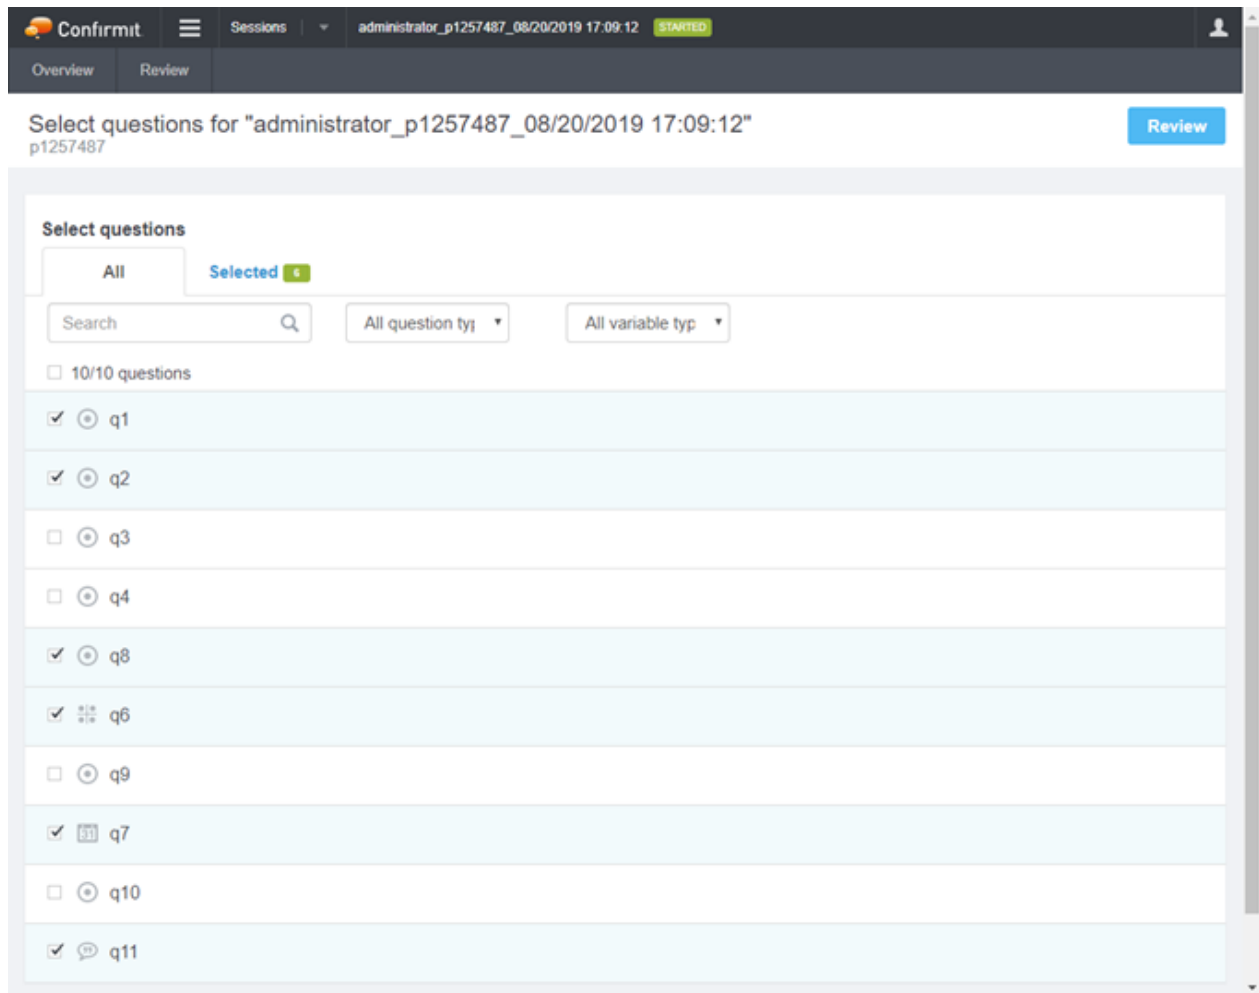 Confirmit Sessions administrator_p1257487_08/20/2019 17:09:12 STARTED
Overview Review
Select questions for "administrator_p1257487_08/20/2019 17:09:12" Review
p1257487
Select questions
All Selected 6
Search All question typ All variable typ
10/10 questions
q1
q2
q3
q4
q8
q6
q9
31 q7
q10
q11